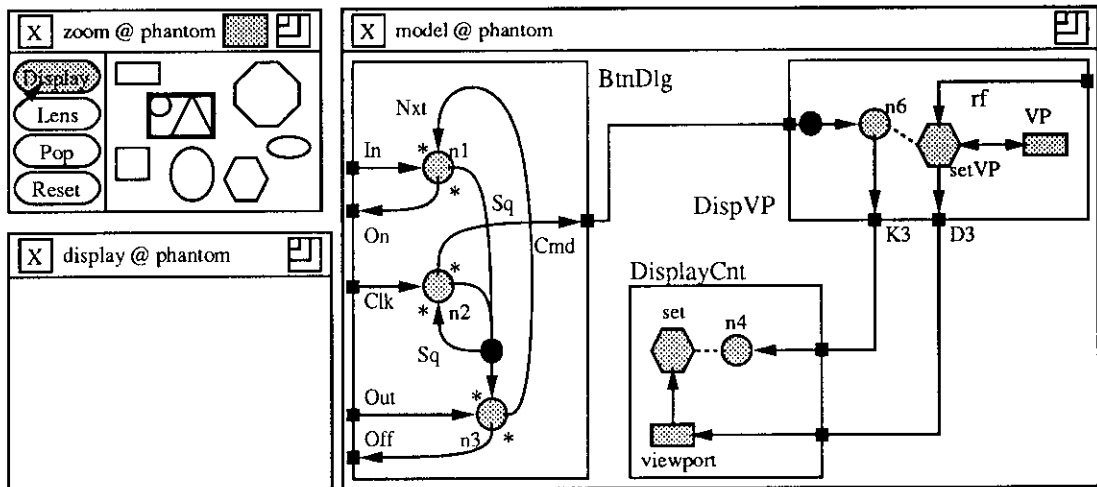 X zoom @ phantom
Display
Lens
Pop
Reset
X display @ phantom
X model @ phantom
BtnDlg
Nxt
*
In
n1
*
Sq
On
Cmd
*
Clk
*
n2
Sq
*
Out
Off
n3
*
rf
n6
VP
setVP
DispVP
K3
D3
DisplayCnt
set
n4
viewport